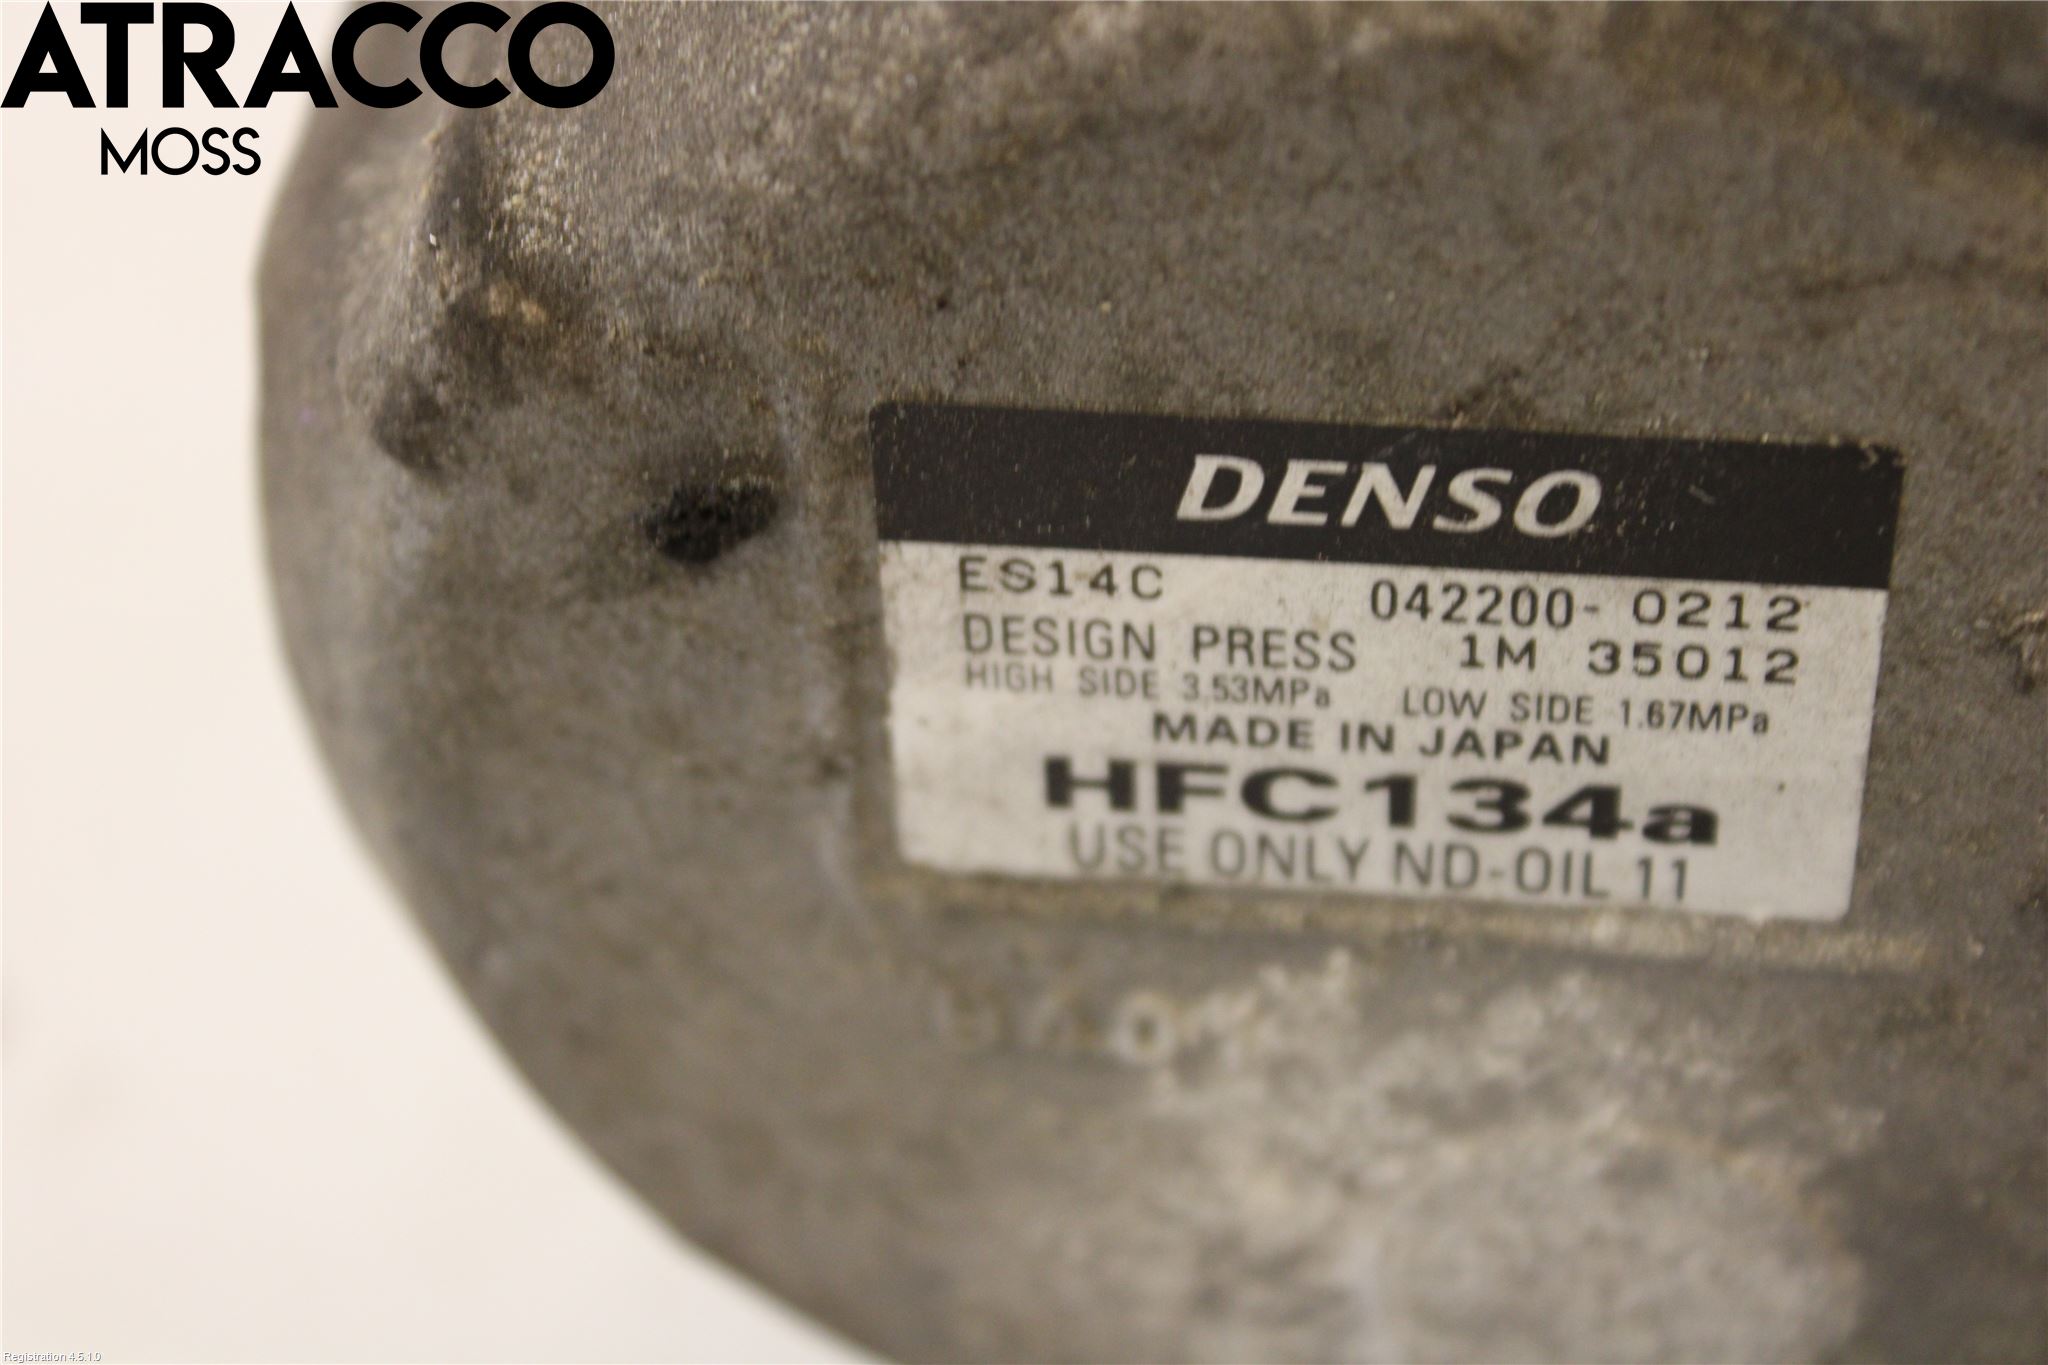 ATRACCO
MOSS
DENSO
ES14C 042200-0212
DESIGN PRESS 1M 35012
HIGH SIDE 3.53MPa LOW SIDE 1.67MPa
MADE IN JAPAN
HFC134a
USE ONLY ND-OIL 11
Registration 4.5.1.0